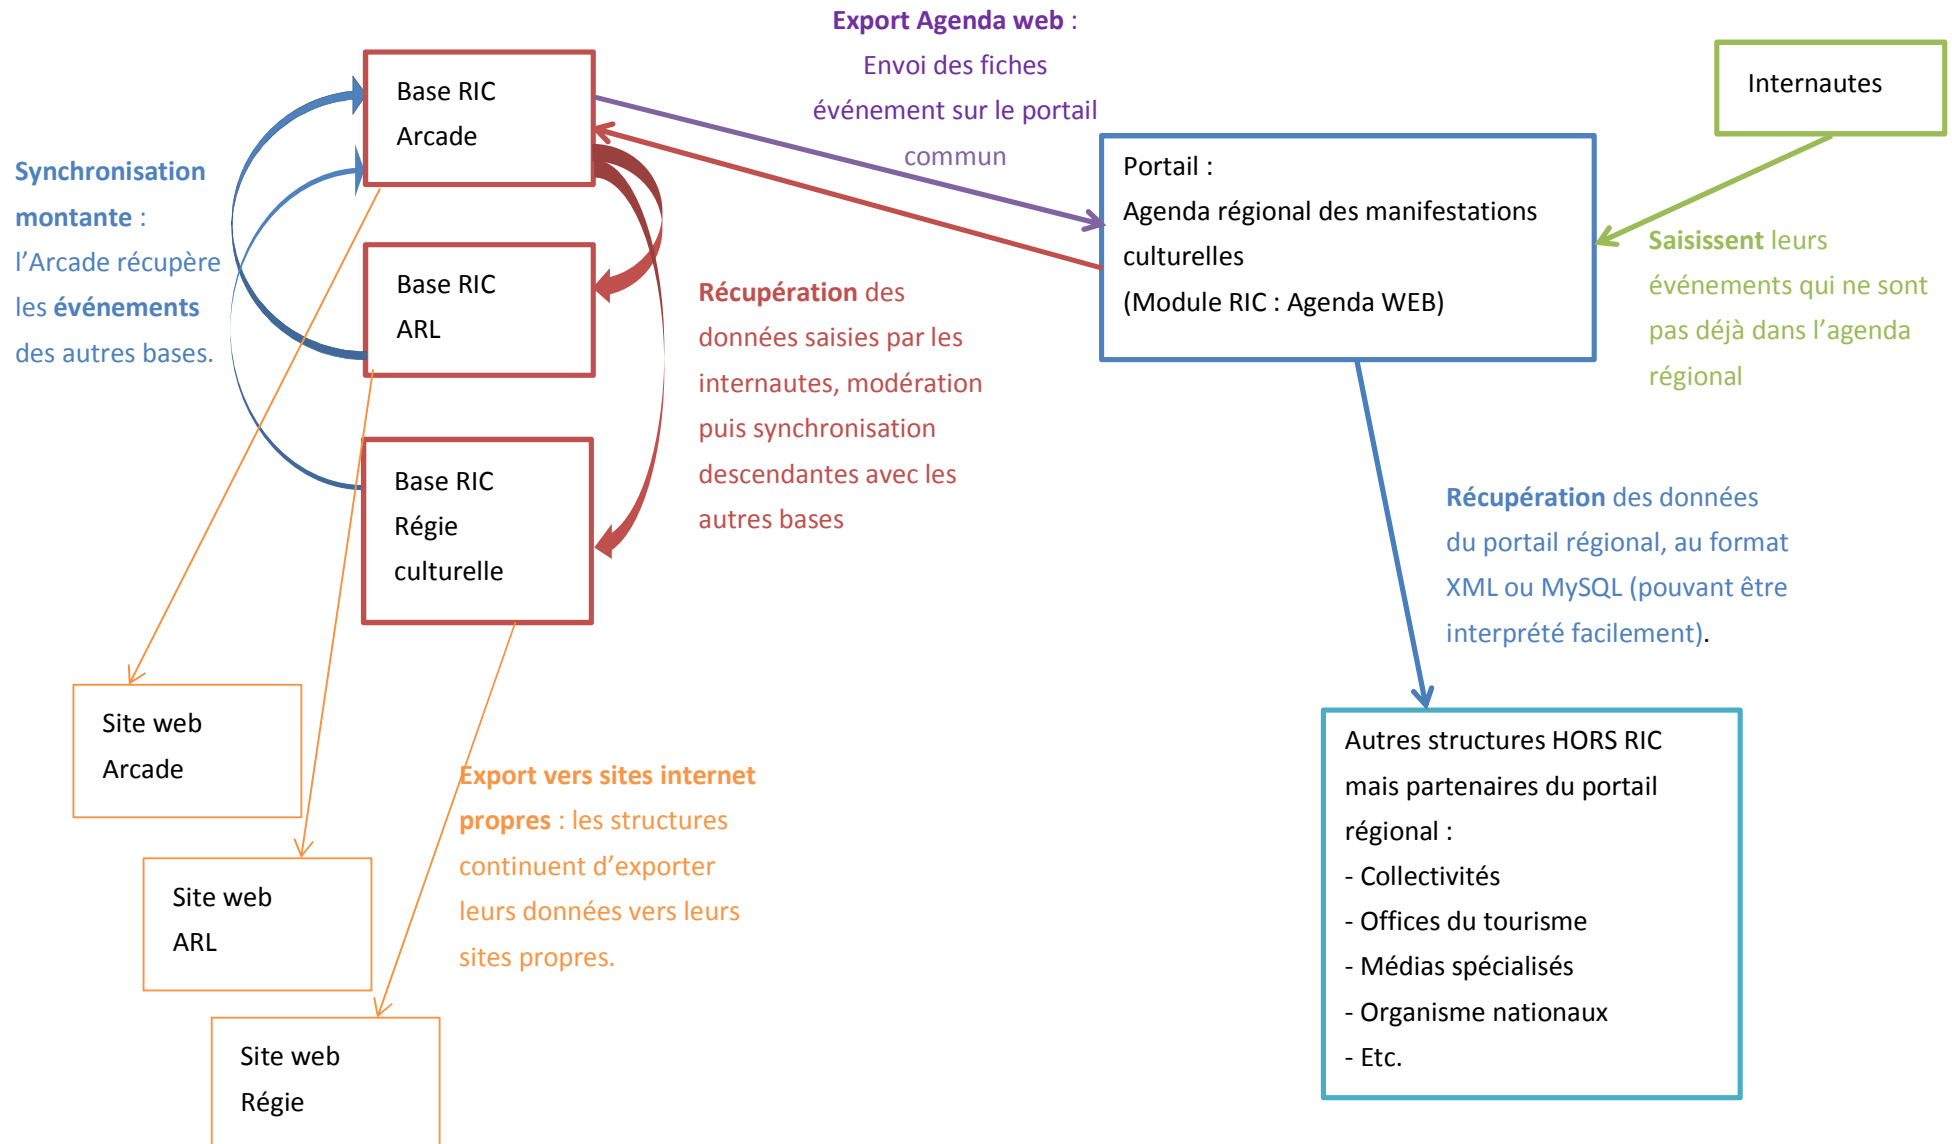 Export Agenda web :
Envoi des fiches
événement sur le portail
commun
Base RIC
Arcade
Internautes
Synchronisation
montante :
l’Arcade récupère
les événements
des autres bases.
Portail :
Agenda régional des manifestations
culturelles
(Module RIC : Agenda WEB)
Saisissent leurs
événements qui ne sont
pas déjà dans l’agenda
régional
Base RIC
ARL
Récupération des
données saisies par les
internautes, modération
puis synchronisation
descendantes avec les
autres bases
Base RIC
Régie
culturelle
Récupération des données
du portail régional, au format
XML ou MySQL (pouvant être
interprété facilement).
Site web
Arcade
Export vers sites internet
propres : les structures
continuent d’exporter
leurs données vers leurs
sites propres.
Autres structures HORS RIC
mais partenaires du portail
régional :
- Collectivités
- Offices du tourisme
- Médias spécialisés
- Organisme nationaux
- Etc.
Site web
ARL
Site web
Régie